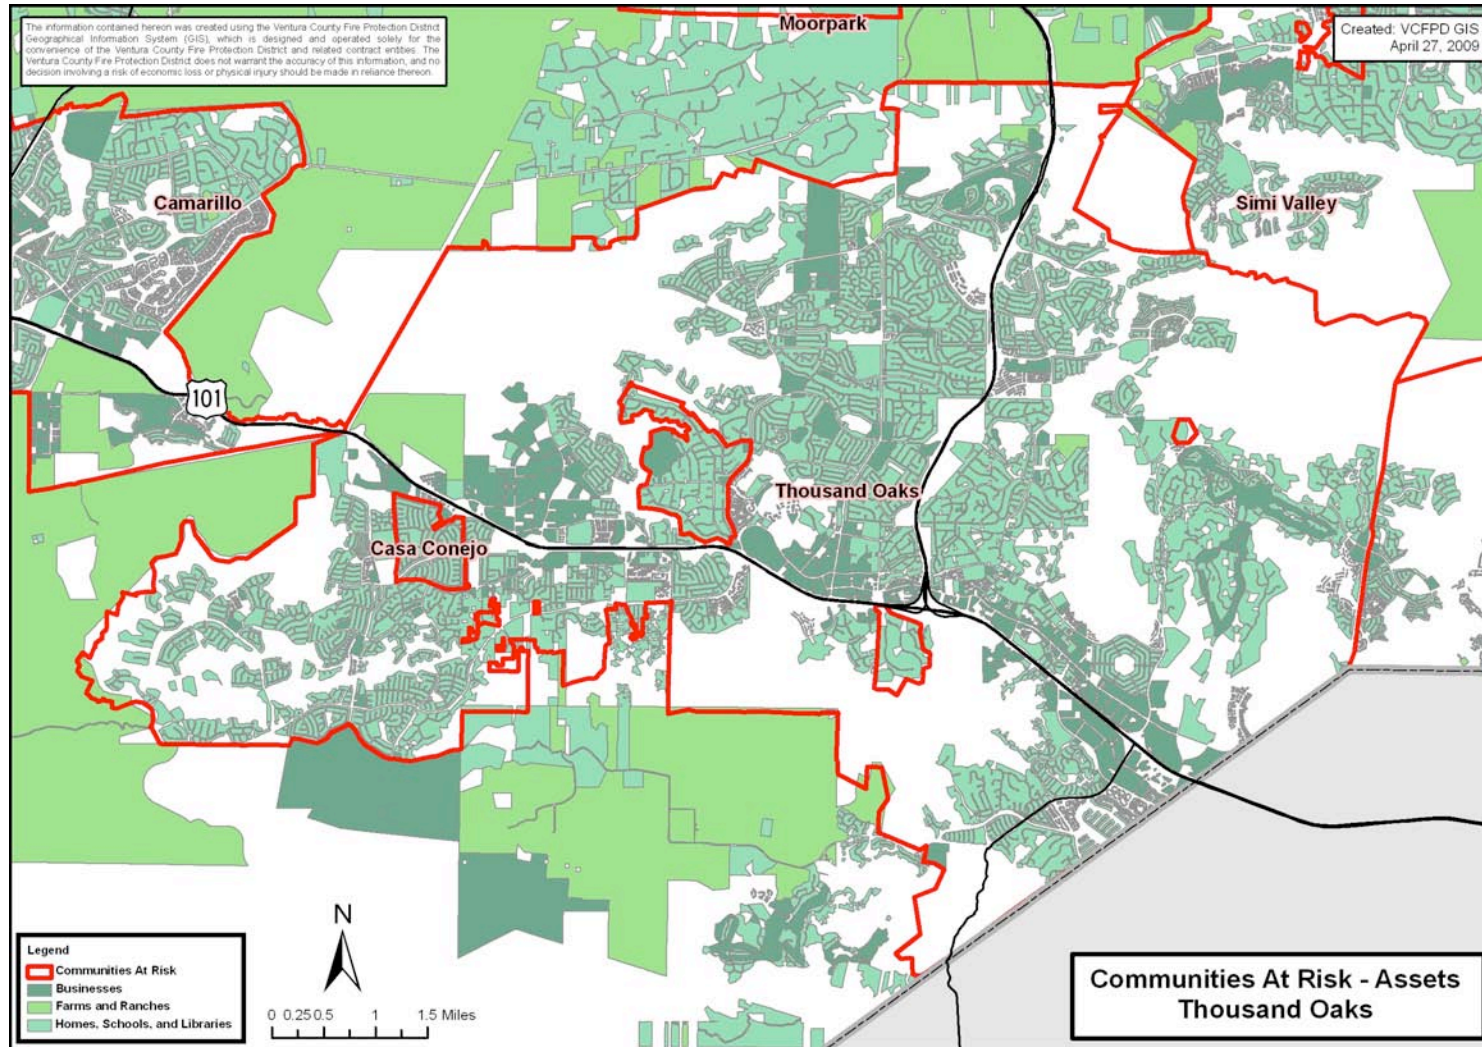 The information contained hereon was created using the Ventura County Fire Protection District
Geographical Information System (GIS), which is designed and operated solely for the
convenience of the Ventura County Fire Protection District and related contract entities. The
Ventura County Fire Protection District does not warrant the accuracy of this information, and no
decision involving a risk of economic loss or physical injury should be made in reliance thereon.
Moorpark
Created: VCFPD GIS
April 27, 2009
Camarillo
Simi Valley
101
Thousand Oaks
Casa Conejo
N
0 0.25 0.5 1 1.5 Miles
Legend
Communities At Risk
Businesses
Farms and Ranches
Homes, Schools, and Libraries
Communities At Risk - Assets
Thousand Oaks